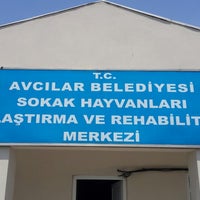 T.C.
AVCILAR BELEDİYESİ
SOKAK HAYVANLARI
AŞTIRMA VE REHABİLİT
MERKEZİ